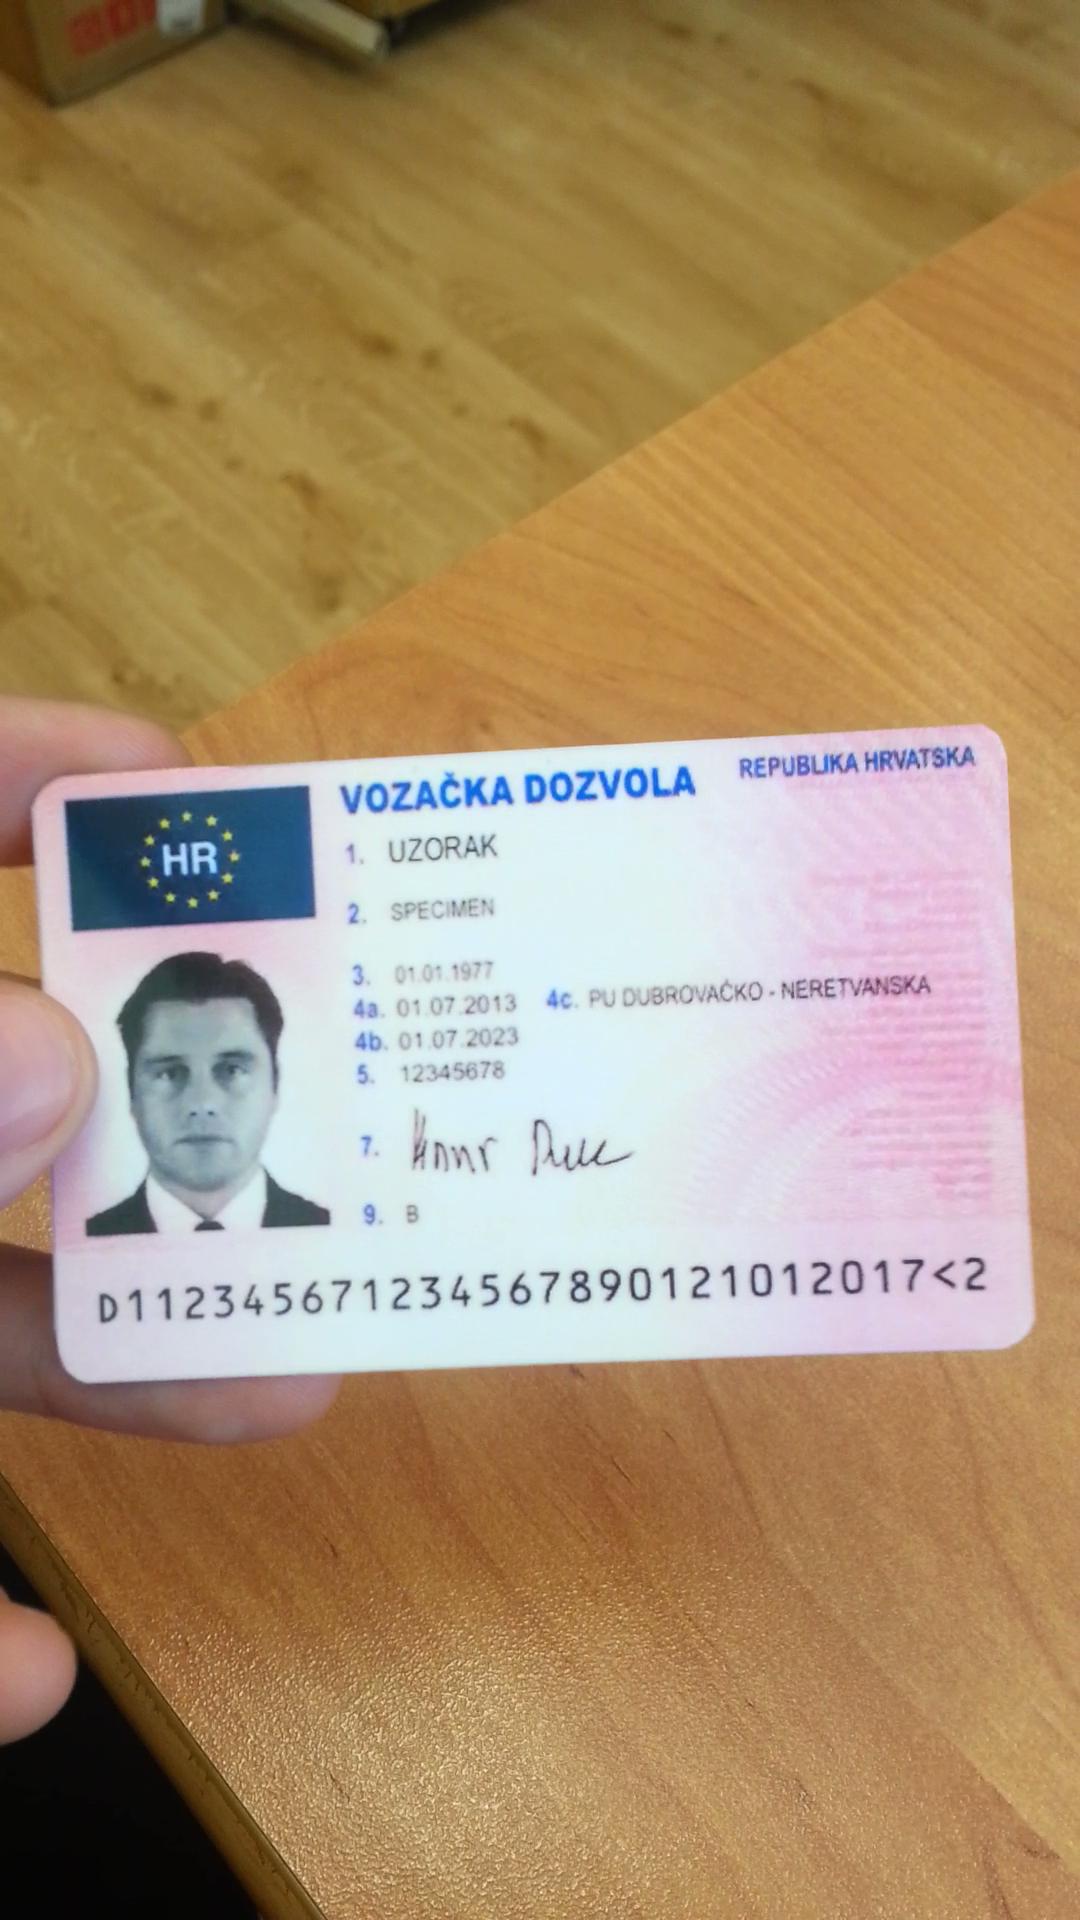 HR
VOZAČKA DOZVOLA
REPUBLIKA HRVATSKA
1. UZORAK
2. SPECIMEN
3. 01.01.1977
4a. 01.07.2013 4c. PU DUBROVAČKO - NERETVANSKA
4b. 01.07.2023
5. 12345678
7.
9. B
D11234567123456789012101201​7<2